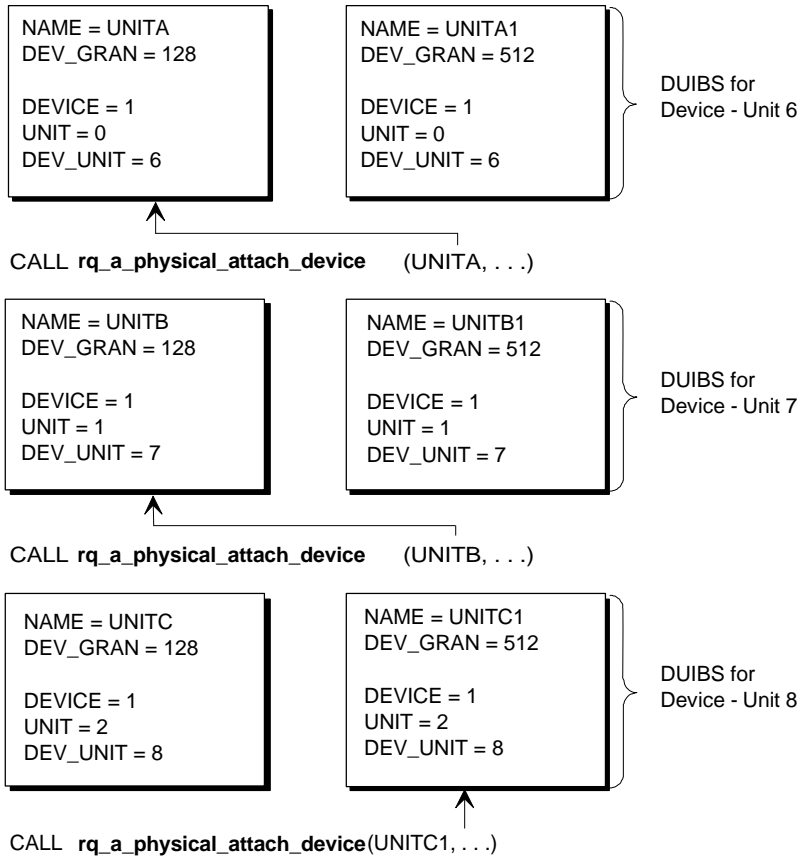 NAME = UNITA
DEV_GRAN = 128
DEVICE = 1
UNIT = 0
DEV_UNIT = 6
NAME = UNITA1
DEV_GRAN = 512
DEVICE = 1
UNIT = 0
DEV_UNIT = 6
DUIBS for
Device - Unit 6
CALL rq_a_physical_attach_device (UNITA, . . .)
NAME = UNITB
DEV_GRAN = 128
DEVICE = 1
UNIT = 1
DEV_UNIT = 7
NAME = UNITB1
DEV_GRAN = 512
DEVICE = 1
UNIT = 1
DEV_UNIT = 7
DUIBS for
Device - Unit 7
CALL rq_a_physical_attach_device (UNITB, . . .)
NAME = UNITC
DEV_GRAN = 128
DEVICE = 1
UNIT = 2
DEV_UNIT = 8
NAME = UNITC1
DEV_GRAN = 512
DEVICE = 1
UNIT = 2
DEV_UNIT = 8
DUIBS for
Device - Unit 8
CALL rq_a_physical_attach_device(UNITC1, . . .)